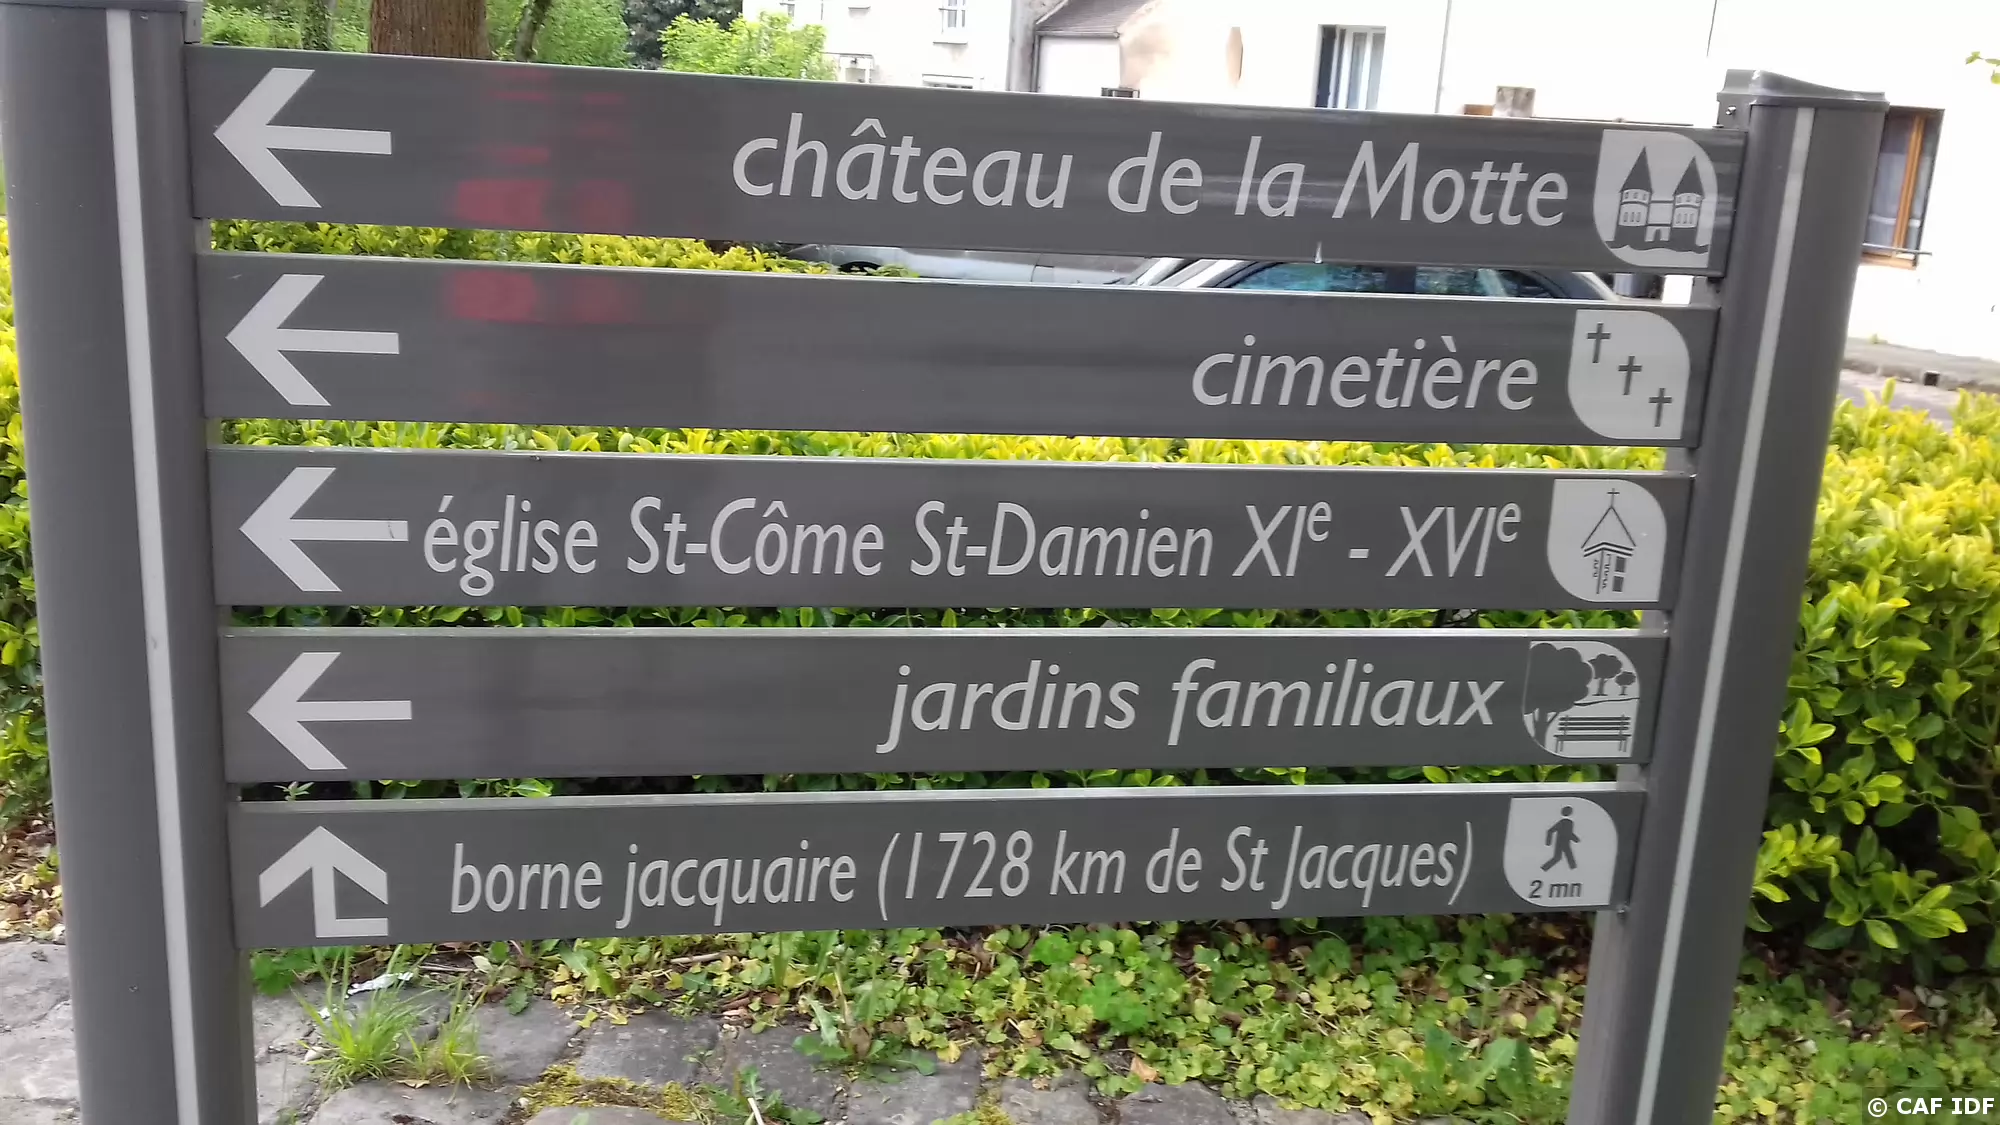 château de la Motte
cimetière
église St-Côme St-Damien XIe - XVIe
jardins familiaux
borne jacquaire (1728 km de St Jacques)
2 mn
© CAF IDF